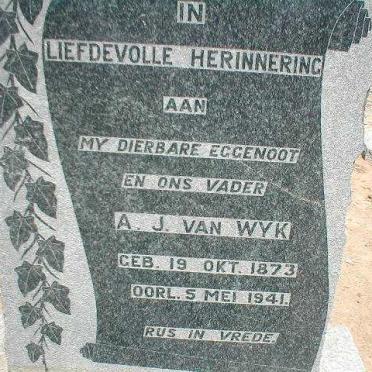 IN
LIEFDEVOLLE HERINNERING
AAN
MY DIERBARE EGGENOOT
EN ONS VADER
A. J. VAN WYK
GEB. 19 OKT. 1873
OORL. 5 MEI 1941.
RUS IN VREDE.